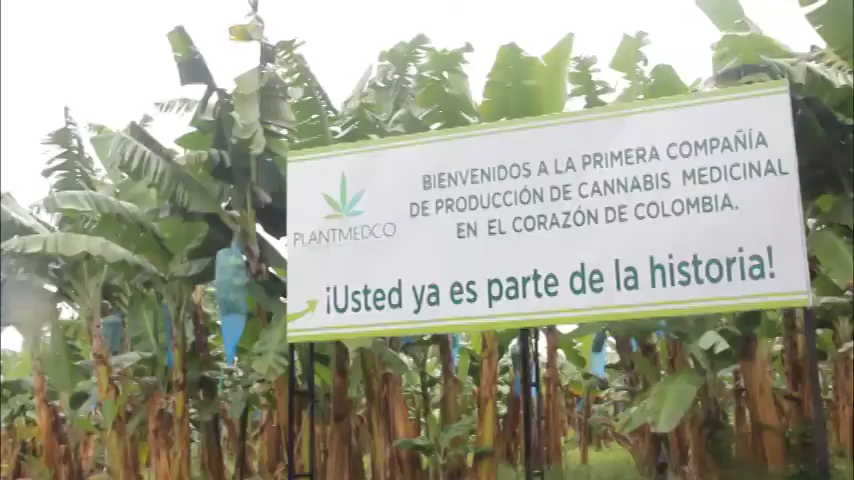 PLANTMEDCO
BIENVENIDOS A LA PRIMERA COMPAÑÍA
DE PRODUCCIÓN DE CANNABIS MEDICINAL
EN EL CORAZÓN DE COLOMBIA.
¡Usted ya es parte de la historia!